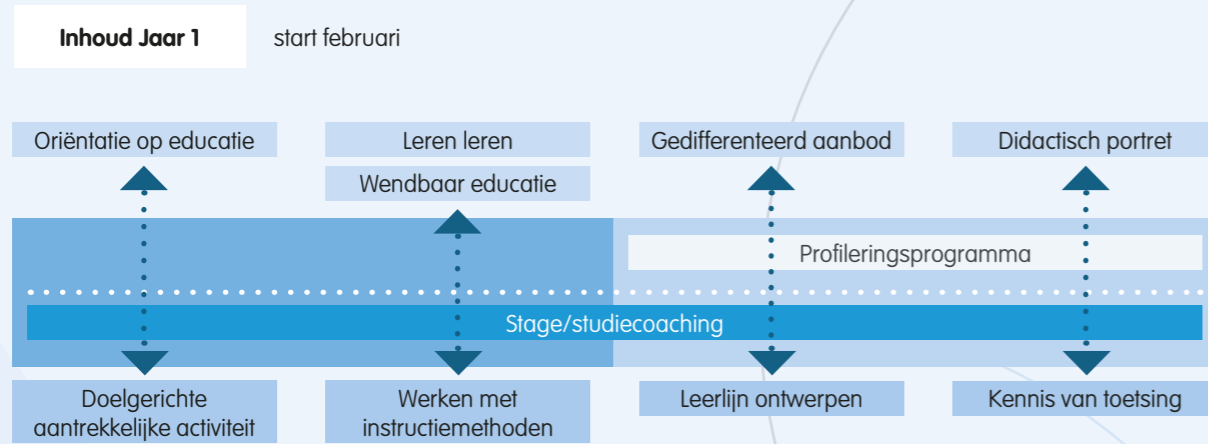 Inhoud Jaar 1
start februari
Oriëntatie op educatie
Leren leren
Gedifferenteerd aanbod
Didactisch portret
Wendbaar educatie
Profileringsprogramma
Stage/studiecoaching
Doelgerichte
aantrekkelijke activiteit
Werken met
instructiemethoden
Leerlijn ontwerpen
Kennis van toetsing